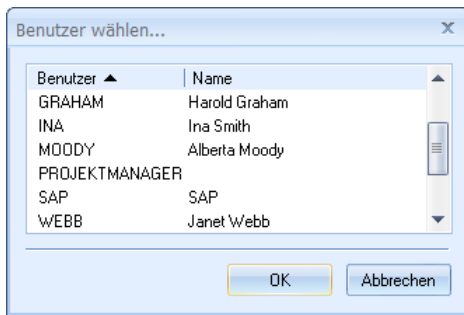 Benutzer wählen... x
Benutzer Name
GRAHAM Harold Graham
INA Ina Smith
MOODY Alberta Moody
PROJEKTMANAGER
SAP SAP
WEBB Janet Webb
OK Abbrechen